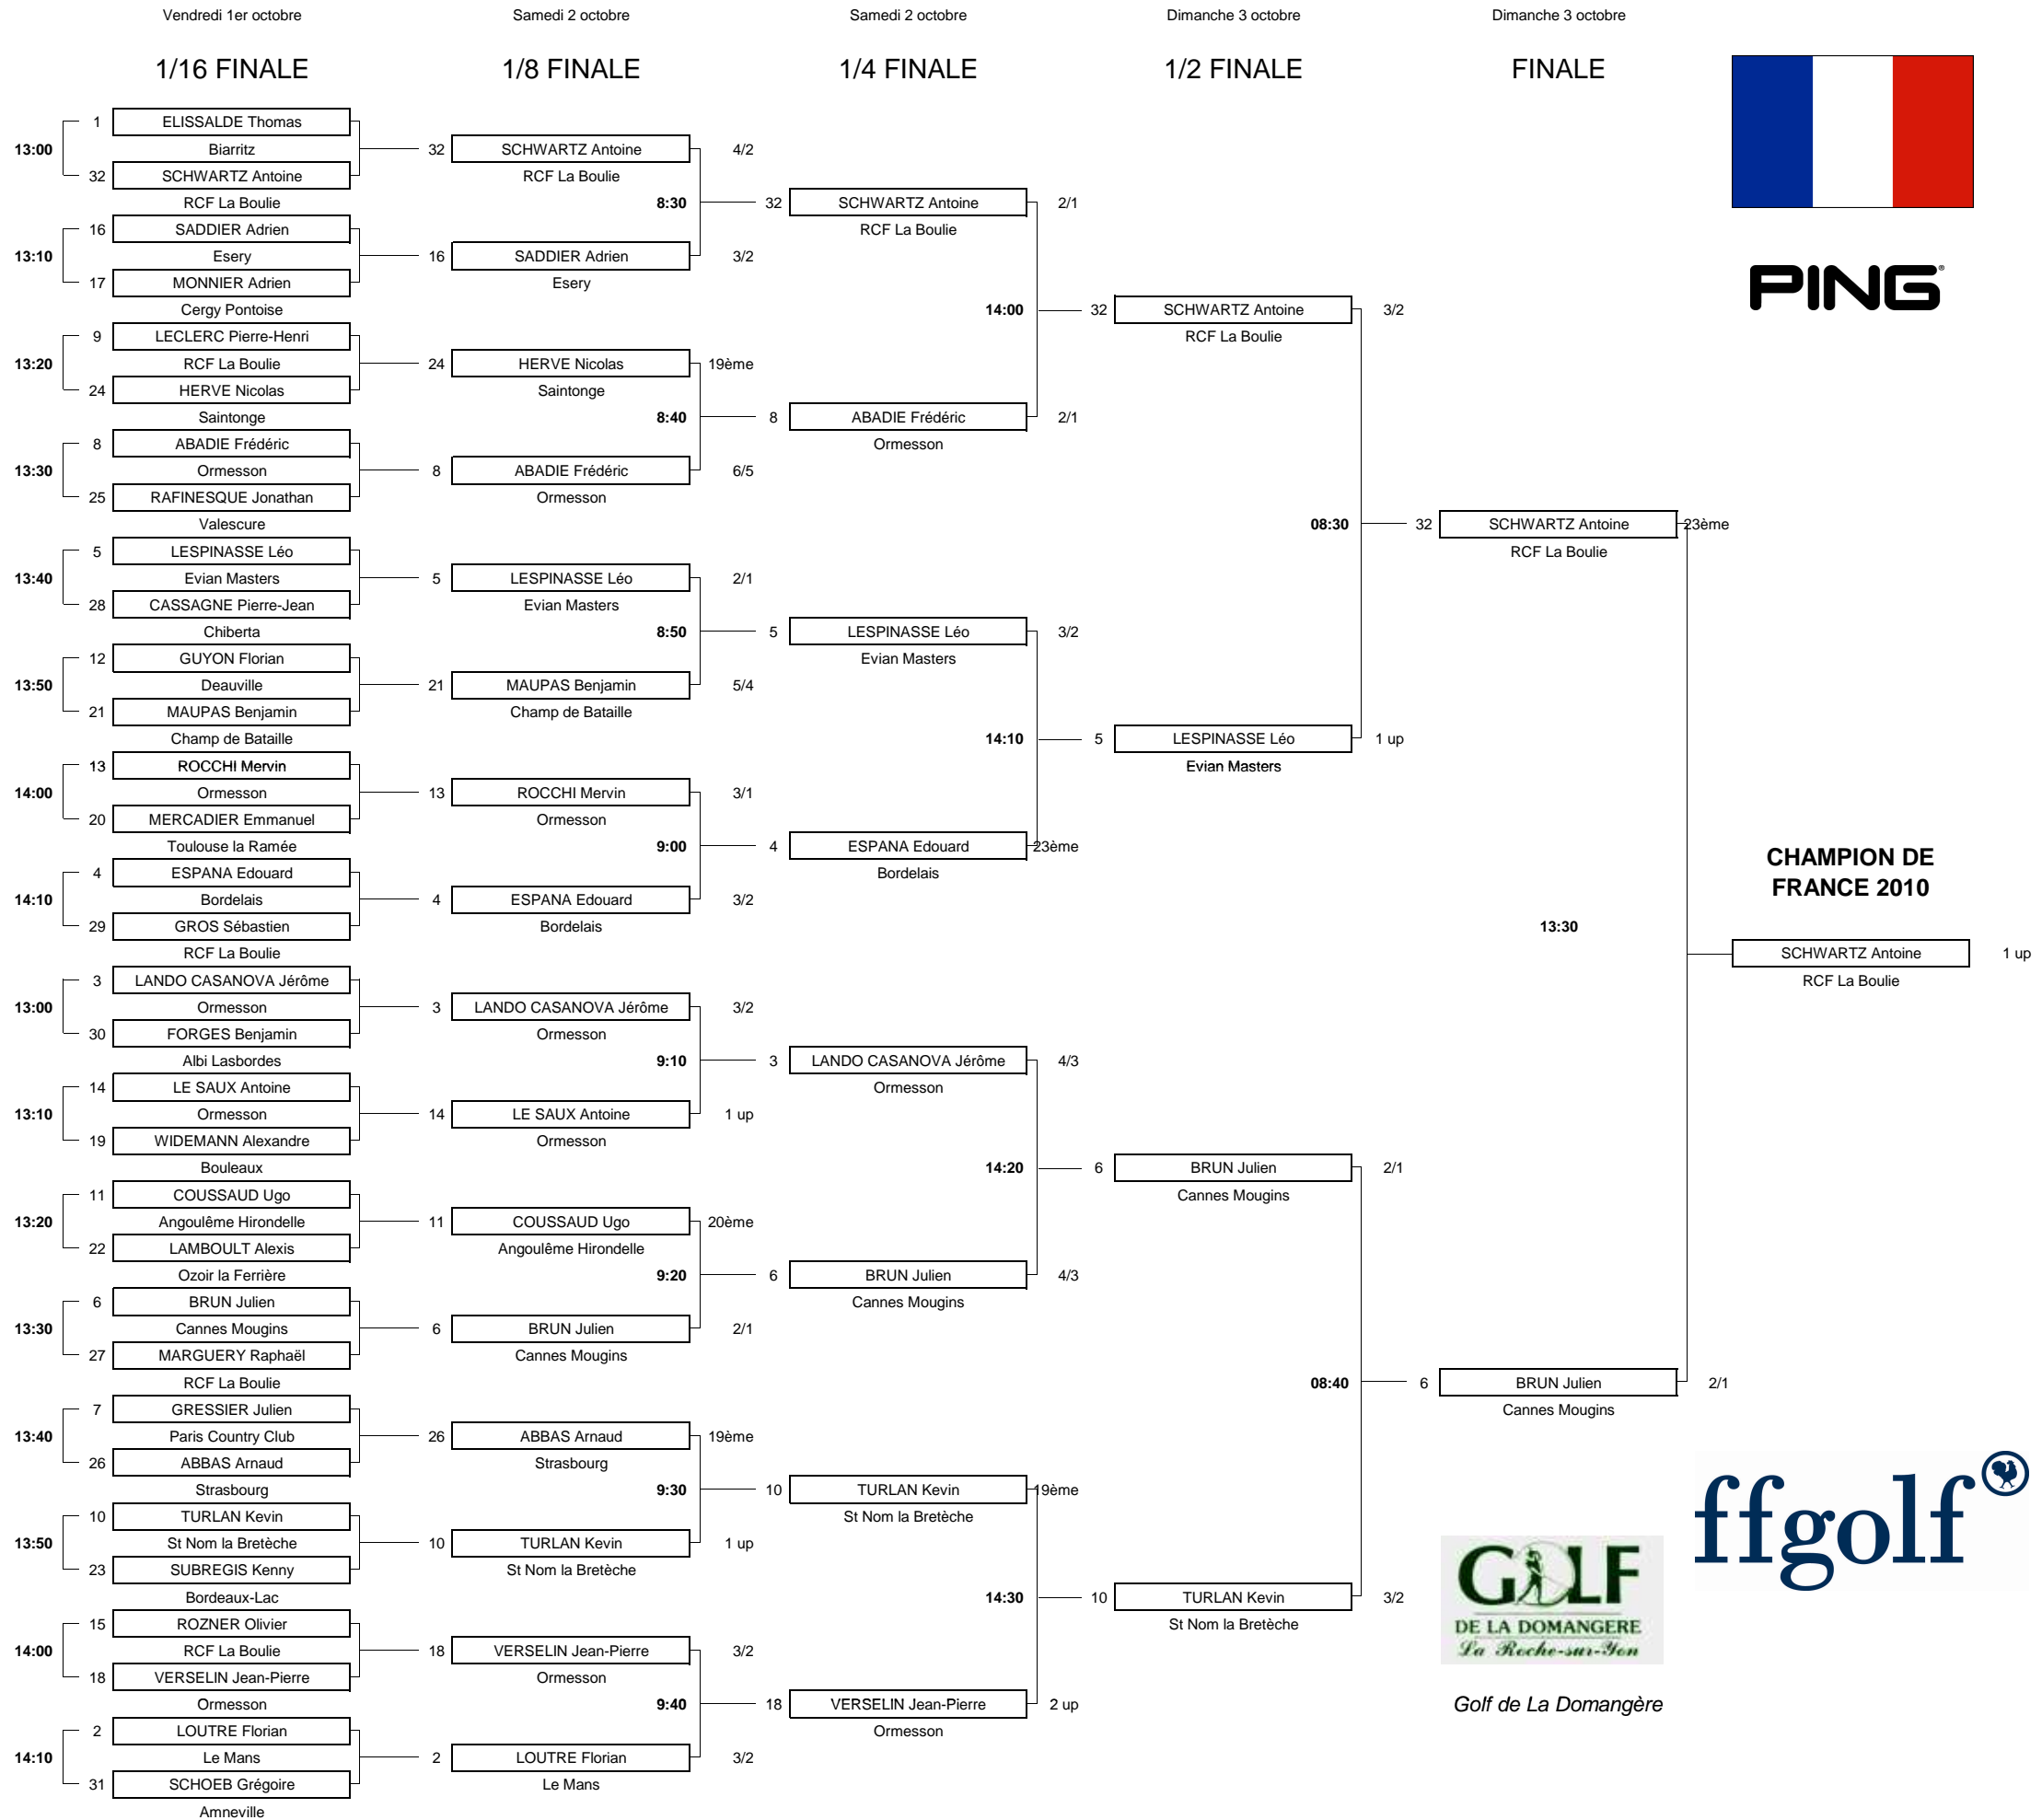 Vendredi 1er octobre
Samedi 2 octobre
Samedi 2 octobre
Dimanche 3 octobre
Dimanche 3 octobre
1/16 FINALE
1/8 FINALE
1/4 FINALE
1/2 FINALE
FINALE
13:00
1 ELISSALDE Thomas
Biarritz
32 SCHWARTZ Antoine
RCF La Boulie
13:10
16 SADDIER Adrien
Esery
17 MONNIER Adrien
Cergy Pontoise
13:20
9 LECLERC Pierre-Henri
RCF La Boulie
24 HERVE Nicolas
Saintonge
13:30
8 ABADIE Frédéric
Ormesson
25 RAFINESQUE Jonathan
Valescure
13:40
5 LESPINASSE Léo
Evian Masters
28 CASSAGNE Pierre-Jean
Chiberta
13:50
12 GUYON Florian
Deauville
21 MAUPAS Benjamin
Champ de Bataille
14:00
13 ROCCHI Mervin
Ormesson
20 MERCADIER Emmanuel
Toulouse la Ramée
14:10
4 ESPANA Edouard
Bordelais
29 GROS Sébastien
RCF La Boulie
13:00
3 LANDO CASANOVA Jérôme
Ormesson
30 FORGES Benjamin
Albi Lasbordes
13:10
14 LE SAUX Antoine
Ormesson
19 WIDEMANN Alexandre
Bouleaux
13:20
11 COUSSAUD Ugo
Angoulême Hirondelle
22 LAMBOULT Alexis
Ozoir la Ferrière
13:30
6 BRUN Julien
Cannes Mougins
27 MARGUERY Raphaël
RCF La Boulie
13:40
7 GRESSIER Julien
Paris Country Club
26 ABBAS Arnaud
Strasbourg
13:50
10 TURLAN Kevin
St Nom la Bretèche
23 SUBREGIS Kenny
Bordeaux-Lac
14:00
15 ROZNER Olivier
RCF La Boulie
18 VERSELIN Jean-Pierre
Ormesson
14:10
2 LOUTRE Florian
Le Mans
31 SCHOEB Grégoire
Amneville
32 SCHWARTZ Antoine 4/2
RCF La Boulie
8:30
16 SADDIER Adrien 3/2
Esery
24 HERVE Nicolas 19ème
Saintonge
8:40
8 ABADIE Frédéric 6/5
Ormesson
5 LESPINASSE Léo 2/1
Evian Masters
8:50
21 MAUPAS Benjamin 5/4
Champ de Bataille
13 ROCCHI Mervin 3/1
Ormesson
9:00
4 ESPANA Edouard 3/2
Bordelais
3 LANDO CASANOVA Jérôme 3/2
Ormesson
9:10
14 LE SAUX Antoine 1 up
Ormesson
11 COUSSAUD Ugo 20ème
Angoulême Hirondelle
9:20
6 BRUN Julien 2/1
Cannes Mougins
26 ABBAS Arnaud 19ème
Strasbourg
9:30
10 TURLAN Kevin 1 up
St Nom la Bretèche
18 VERSELIN Jean-Pierre 3/2
Ormesson
9:40
2 LOUTRE Florian 3/2
Le Mans
32 SCHWARTZ Antoine 2/1
RCF La Boulie
14:00
8 ABADIE Frédéric 2/1
Ormesson
5 LESPINASSE Léo 3/2
Evian Masters
14:10
4 ESPANA Edouard 23ème
Bordelais
3 LANDO CASANOVA Jérôme 4/3
Ormesson
14:20
6 BRUN Julien 4/3
Cannes Mougins
10 TURLAN Kevin 19ème
St Nom la Bretèche
14:30
18 VERSELIN Jean-Pierre 2 up
Ormesson
32 SCHWARTZ Antoine 3/2
RCF La Boulie
08:30
5 LESPINASSE Léo 1 up
Evian Masters
6 BRUN Julien 2/1
Cannes Mougins
08:40
10 TURLAN Kevin 3/2
St Nom la Bretèche
32 SCHWARTZ Antoine 23ème
RCF La Boulie
13:30
6 BRUN Julien 2/1
Cannes Mougins
PING®
CHAMPION DE
FRANCE 2010
SCHWARTZ Antoine 1 up
RCF La Boulie
ffgolf
GOLF
DE LA DOMANGERE
La Roche-sur-Yon
Golf de La Domangère